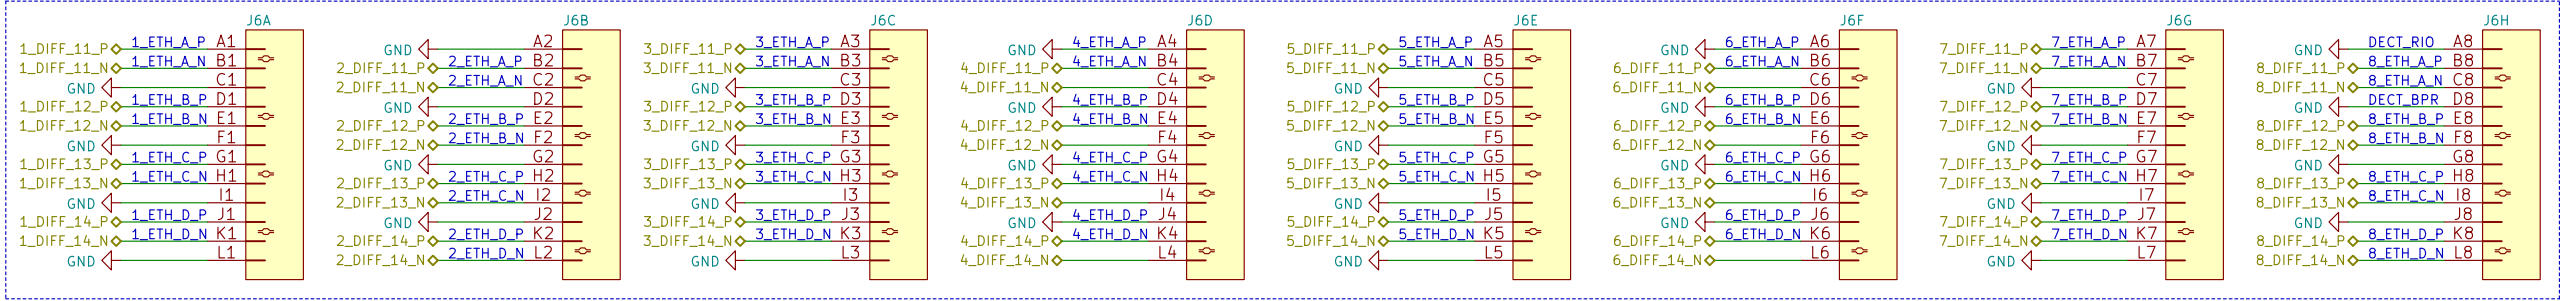 J6A
1_DIFF_11_P 1_ETH_A_P A1
1_DIFF_11_N 1_ETH_A_N B1
GND C1
1_DIFF_12_P 1_ETH_B_P D1
1_DIFF_12_N 1_ETH_B_N E1
GND F1
1_DIFF_13_P 1_ETH_C_P G1
1_DIFF_13_N 1_ETH_C_N H1
GND I1
1_DIFF_14_P 1_ETH_D_P J1
1_DIFF_14_N 1_ETH_D_N K1
GND L1
J6B
GND A2
2_DIFF_11_P 2_ETH_A_P B2
2_DIFF_11_N 2_ETH_A_N C2
GND D2
2_DIFF_12_P 2_ETH_B_P E2
2_DIFF_12_N 2_ETH_B_N F2
GND G2
2_DIFF_13_P 2_ETH_C_P H2
2_DIFF_13_N 2_ETH_C_N I2
GND J2
2_DIFF_14_P 2_ETH_D_P K2
2_DIFF_14_N 2_ETH_D_N L2
J6C
3_DIFF_11_P 3_ETH_A_P A3
3_DIFF_11_N 3_ETH_A_N B3
GND C3
3_DIFF_12_P 3_ETH_B_P D3
3_DIFF_12_N 3_ETH_B_N E3
GND F3
3_DIFF_13_P 3_ETH_C_P G3
3_DIFF_13_N 3_ETH_C_N H3
GND I3
3_DIFF_14_P 3_ETH_D_P J3
3_DIFF_14_N 3_ETH_D_N K3
GND L3
J6D
GND 4_ETH_A_P A4
4_DIFF_11_P 4_ETH_A_N B4
4_DIFF_11_N C4
GND 4_ETH_B_P D4
4_DIFF_12_P 4_ETH_B_N E4
4_DIFF_12_N F4
GND 4_ETH_C_P G4
4_DIFF_13_P 4_ETH_C_N H4
4_DIFF_13_N I4
GND 4_ETH_D_P J4
4_DIFF_14_P 4_ETH_D_N K4
4_DIFF_14_N L4
J6E
5_DIFF_11_P 5_ETH_A_P A5
5_DIFF_11_N 5_ETH_A_N B5
GND C5
5_DIFF_12_P 5_ETH_B_P D5
5_DIFF_12_N 5_ETH_B_N E5
GND F5
5_DIFF_13_P 5_ETH_C_P G5
5_DIFF_13_N 5_ETH_C_N H5
GND I5
5_DIFF_14_P 5_ETH_D_P J5
5_DIFF_14_N 5_ETH_D_N K5
GND L5
J6F
GND 6_ETH_A_P A6
6_DIFF_11_P 6_ETH_A_N B6
6_DIFF_11_N C6
GND 6_ETH_B_P D6
6_DIFF_12_P 6_ETH_B_N E6
6_DIFF_12_N F6
GND 6_ETH_C_P G6
6_DIFF_13_P 6_ETH_C_N H6
6_DIFF_13_N I6
GND 6_ETH_D_P J6
6_DIFF_14_P 6_ETH_D_N K6
6_DIFF_14_N L6
J6G
7_DIFF_11_P 7_ETH_A_P A7
7_DIFF_11_N 7_ETH_A_N B7
GND C7
7_DIFF_12_P 7_ETH_B_P D7
7_DIFF_12_N 7_ETH_B_N E7
GND F7
7_DIFF_13_P 7_ETH_C_P G7
7_DIFF_13_N 7_ETH_C_N H7
GND I7
7_DIFF_14_P 7_ETH_D_P J7
7_DIFF_14_N 7_ETH_D_N K7
GND L7
J6H
GND DECT_RIO A8
8_DIFF_11_P 8_ETH_A_P B8
8_DIFF_11_N 8_ETH_A_N C8
GND DECT_BPR D8
8_DIFF_12_P 8_ETH_B_P E8
8_DIFF_12_N 8_ETH_B_N F8
GND G8
8_DIFF_13_P 8_ETH_C_P H8
8_DIFF_13_N 8_ETH_C_N I8
GND J8
8_DIFF_14_P 8_ETH_D_P K8
8_DIFF_14_N 8_ETH_D_N L8